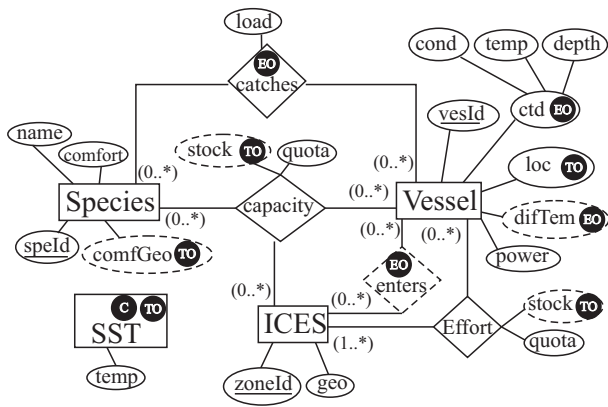 load
EO
catches
cond
temp
depth
ctd EO
vesId
name
comfort
stock TO
quota
loc TO
(0..*)
(0..*)
Species
(0..*)
capacity
(0..*)
Vessel
difTem EO
speId
comfGeo TO
(0..*)
(0..*)
power
EO
enters
C TO
SST
(0..*)
(0..*)
ICES
(1..*)
Effort
stock TO
quota
temp
zoneId
geo